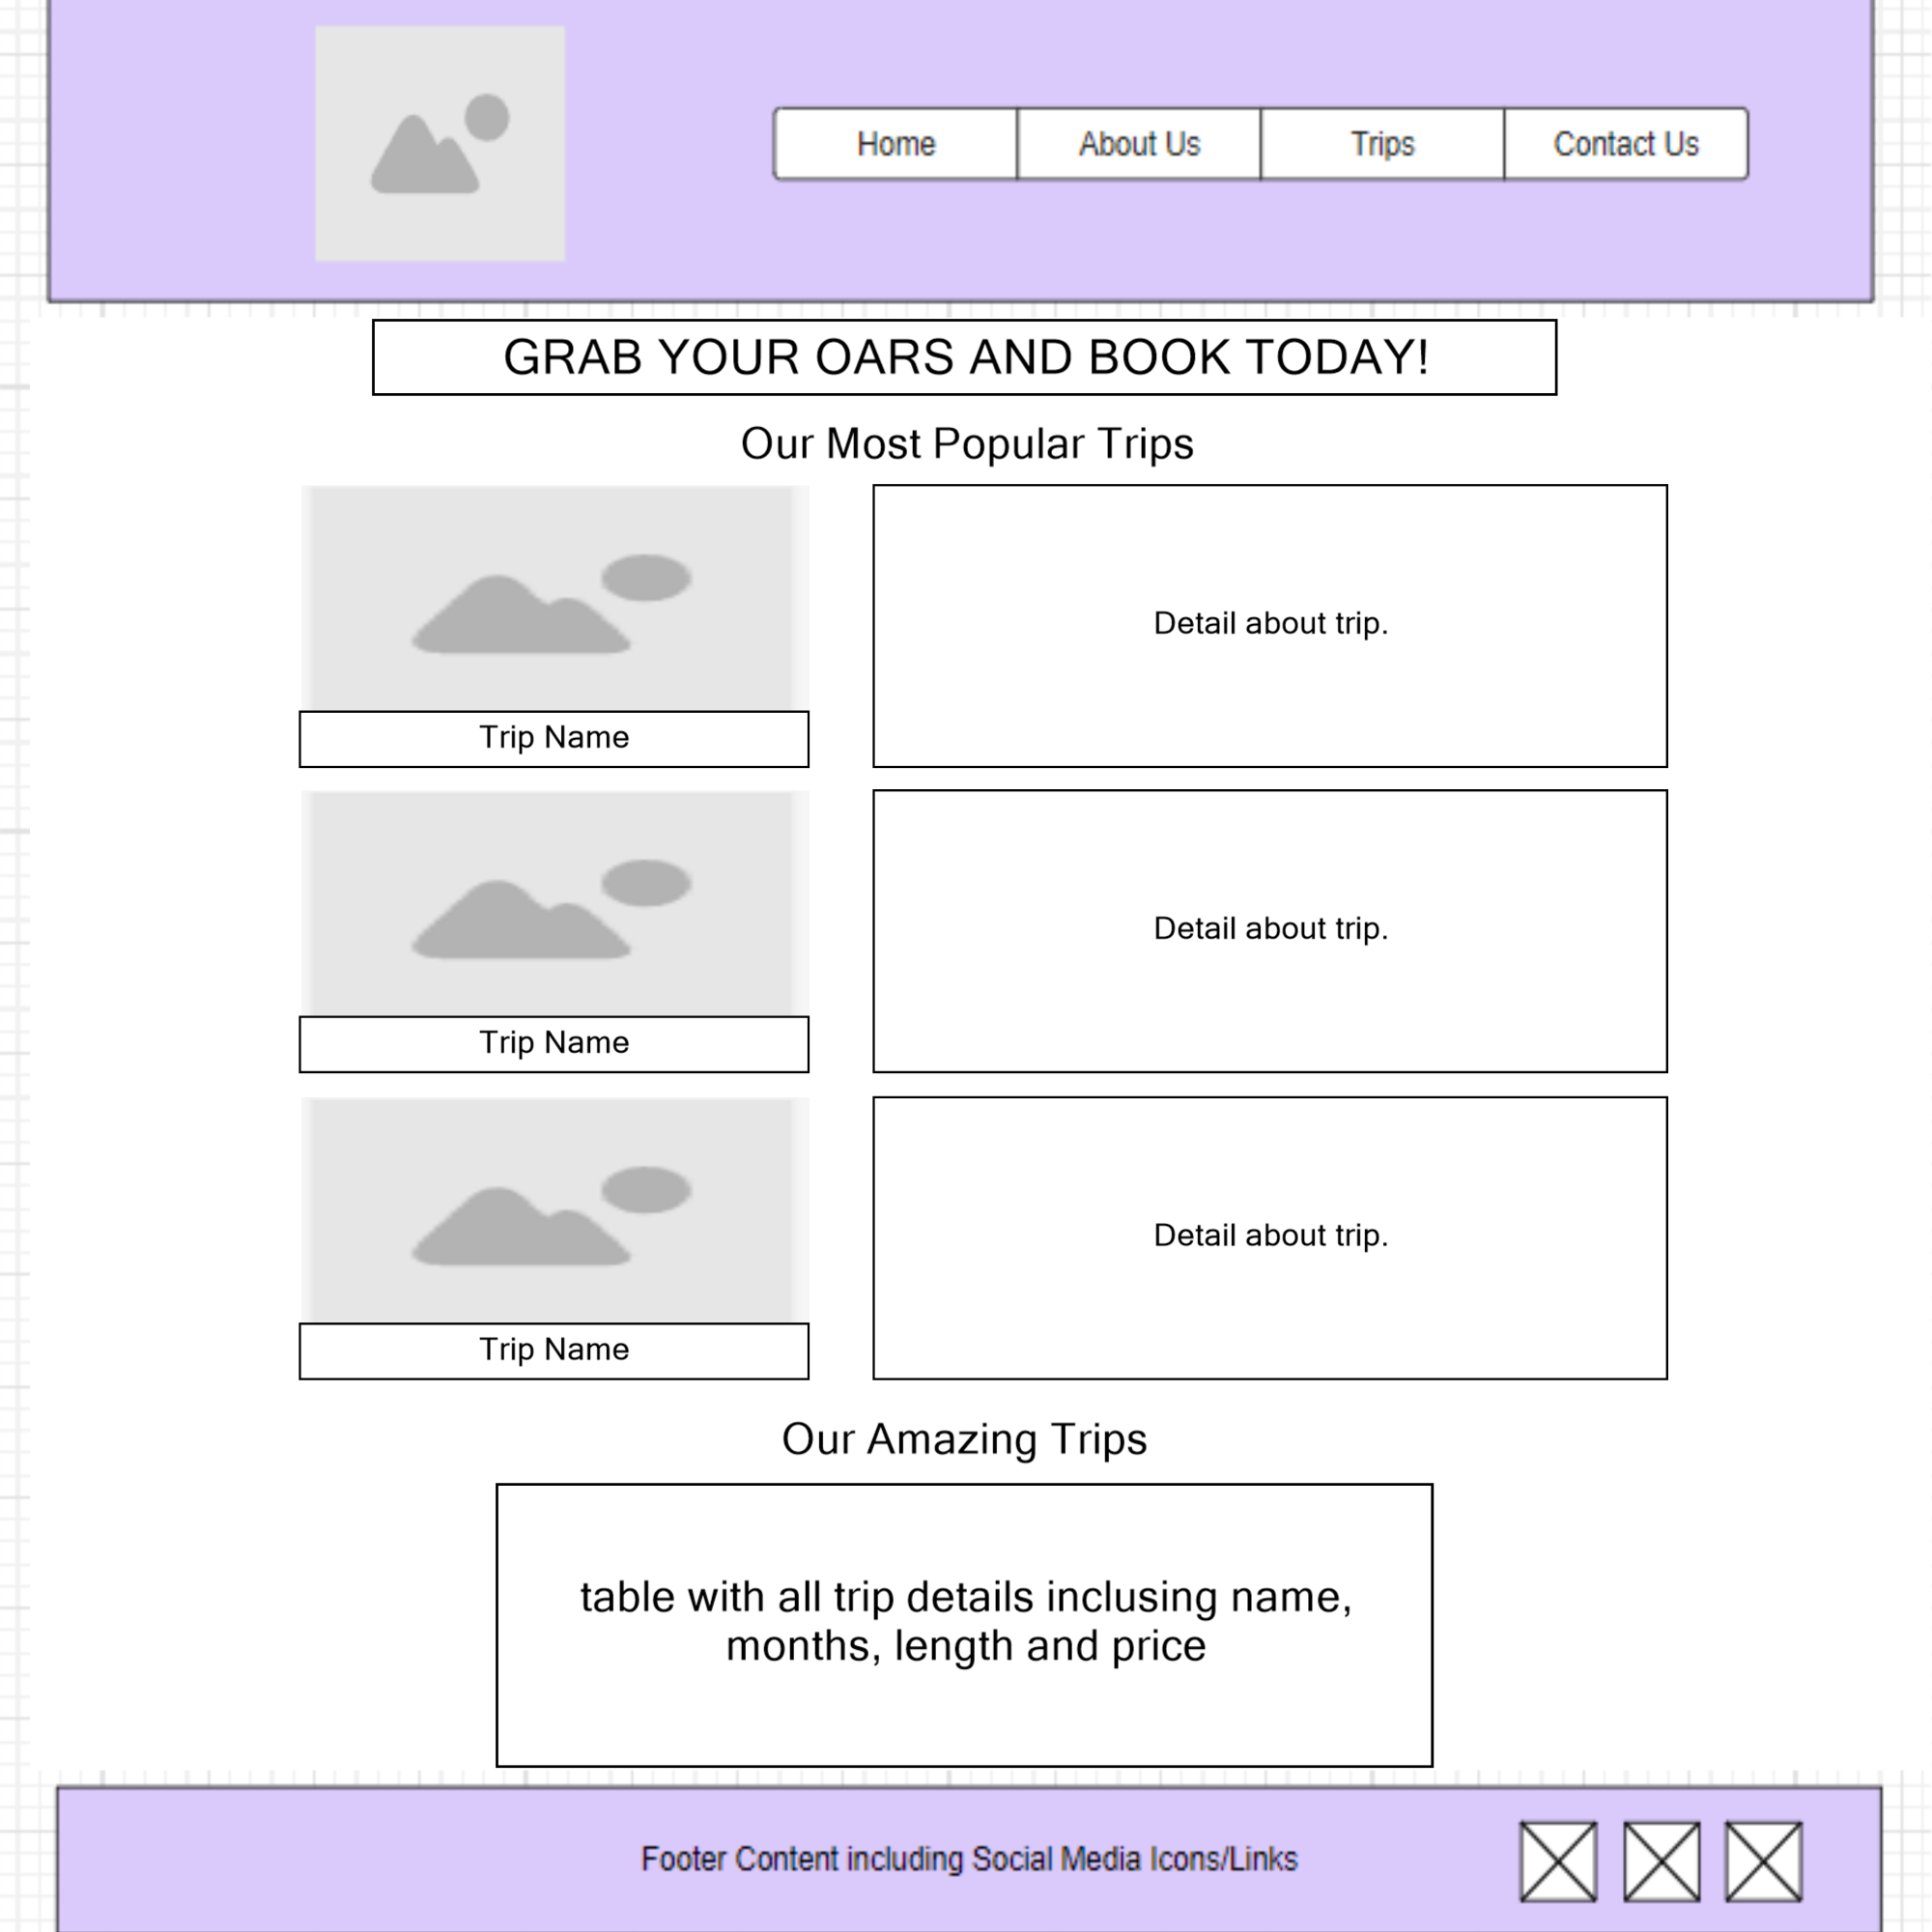 Home
About Us
Trips
Contact Us
GRAB YOUR OARS AND BOOK TODAY!
Our Most Popular Trips
Trip Name
Detail about trip.
Trip Name
Detail about trip.
Trip Name
Detail about trip.
Our Amazing Trips
table with all trip details inclusing name,
months, length and price
Footer Content including Social Media Icons/Links